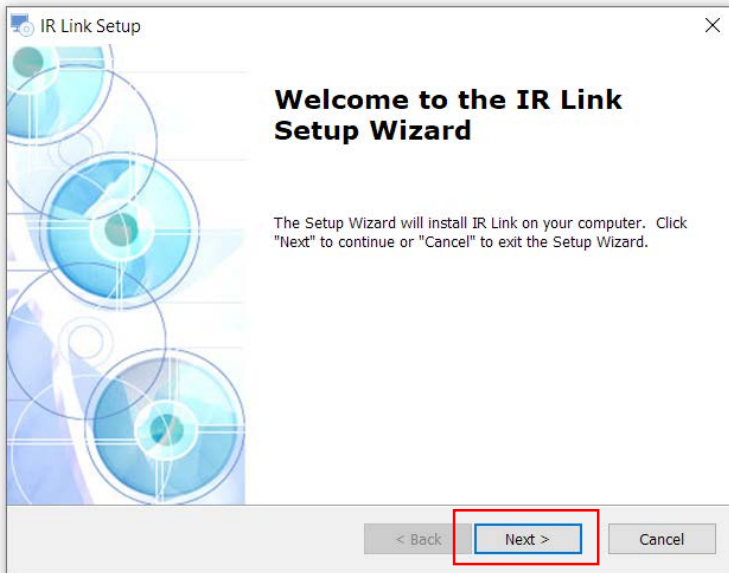 IR Link Setup
Welcome to the IR Link
Setup Wizard
The Setup Wizard will install IR Link on your computer. Click
"Next" to continue or "Cancel" to exit the Setup Wizard.
< Back Next > Cancel